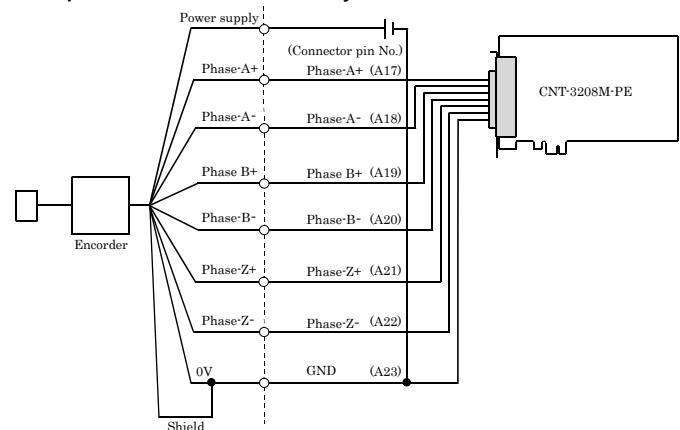 Power supply
(Connector pin No.)
Phase-A+ Phase-A+ (A17)
CNT-3208M-PE
Phase-A- Phase-A- (A18)
Phase B+ Phase B+ (A19)
Phase-B- Phase-B- (A20)
Encorder
Phase-Z+ Phase-Z+ (A21)
Phase-Z- Phase-Z- (A22)
0V GND (A23)
Shield